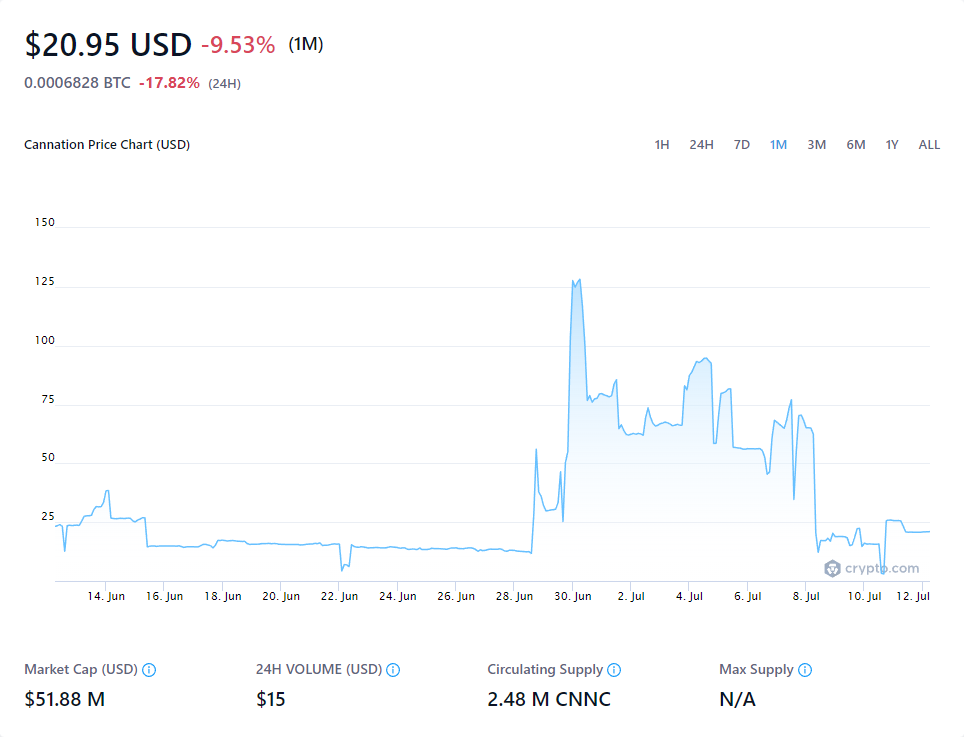 $20.95 USD -9.53% (1M)
0.0006828 BTC -17.82% (24H)
Cannation Price Chart (USD) 1H 24H 7D 1M 3M 6M 1Y ALL
150
125
100
75
50
25
crypto.com
14. Jun 16. Jun 18. Jun 20. Jun 22. Jun 24. Jun 26. Jun 28. Jun 30. Jun 2. Jul 4. Jul 6. Jul 8. Jul 10. Jul 12. Jul
Market Cap (USD) 24H VOLUME (USD) Circulating Supply Max Supply
$51.88 M $15 2.48 M CNNC N/A